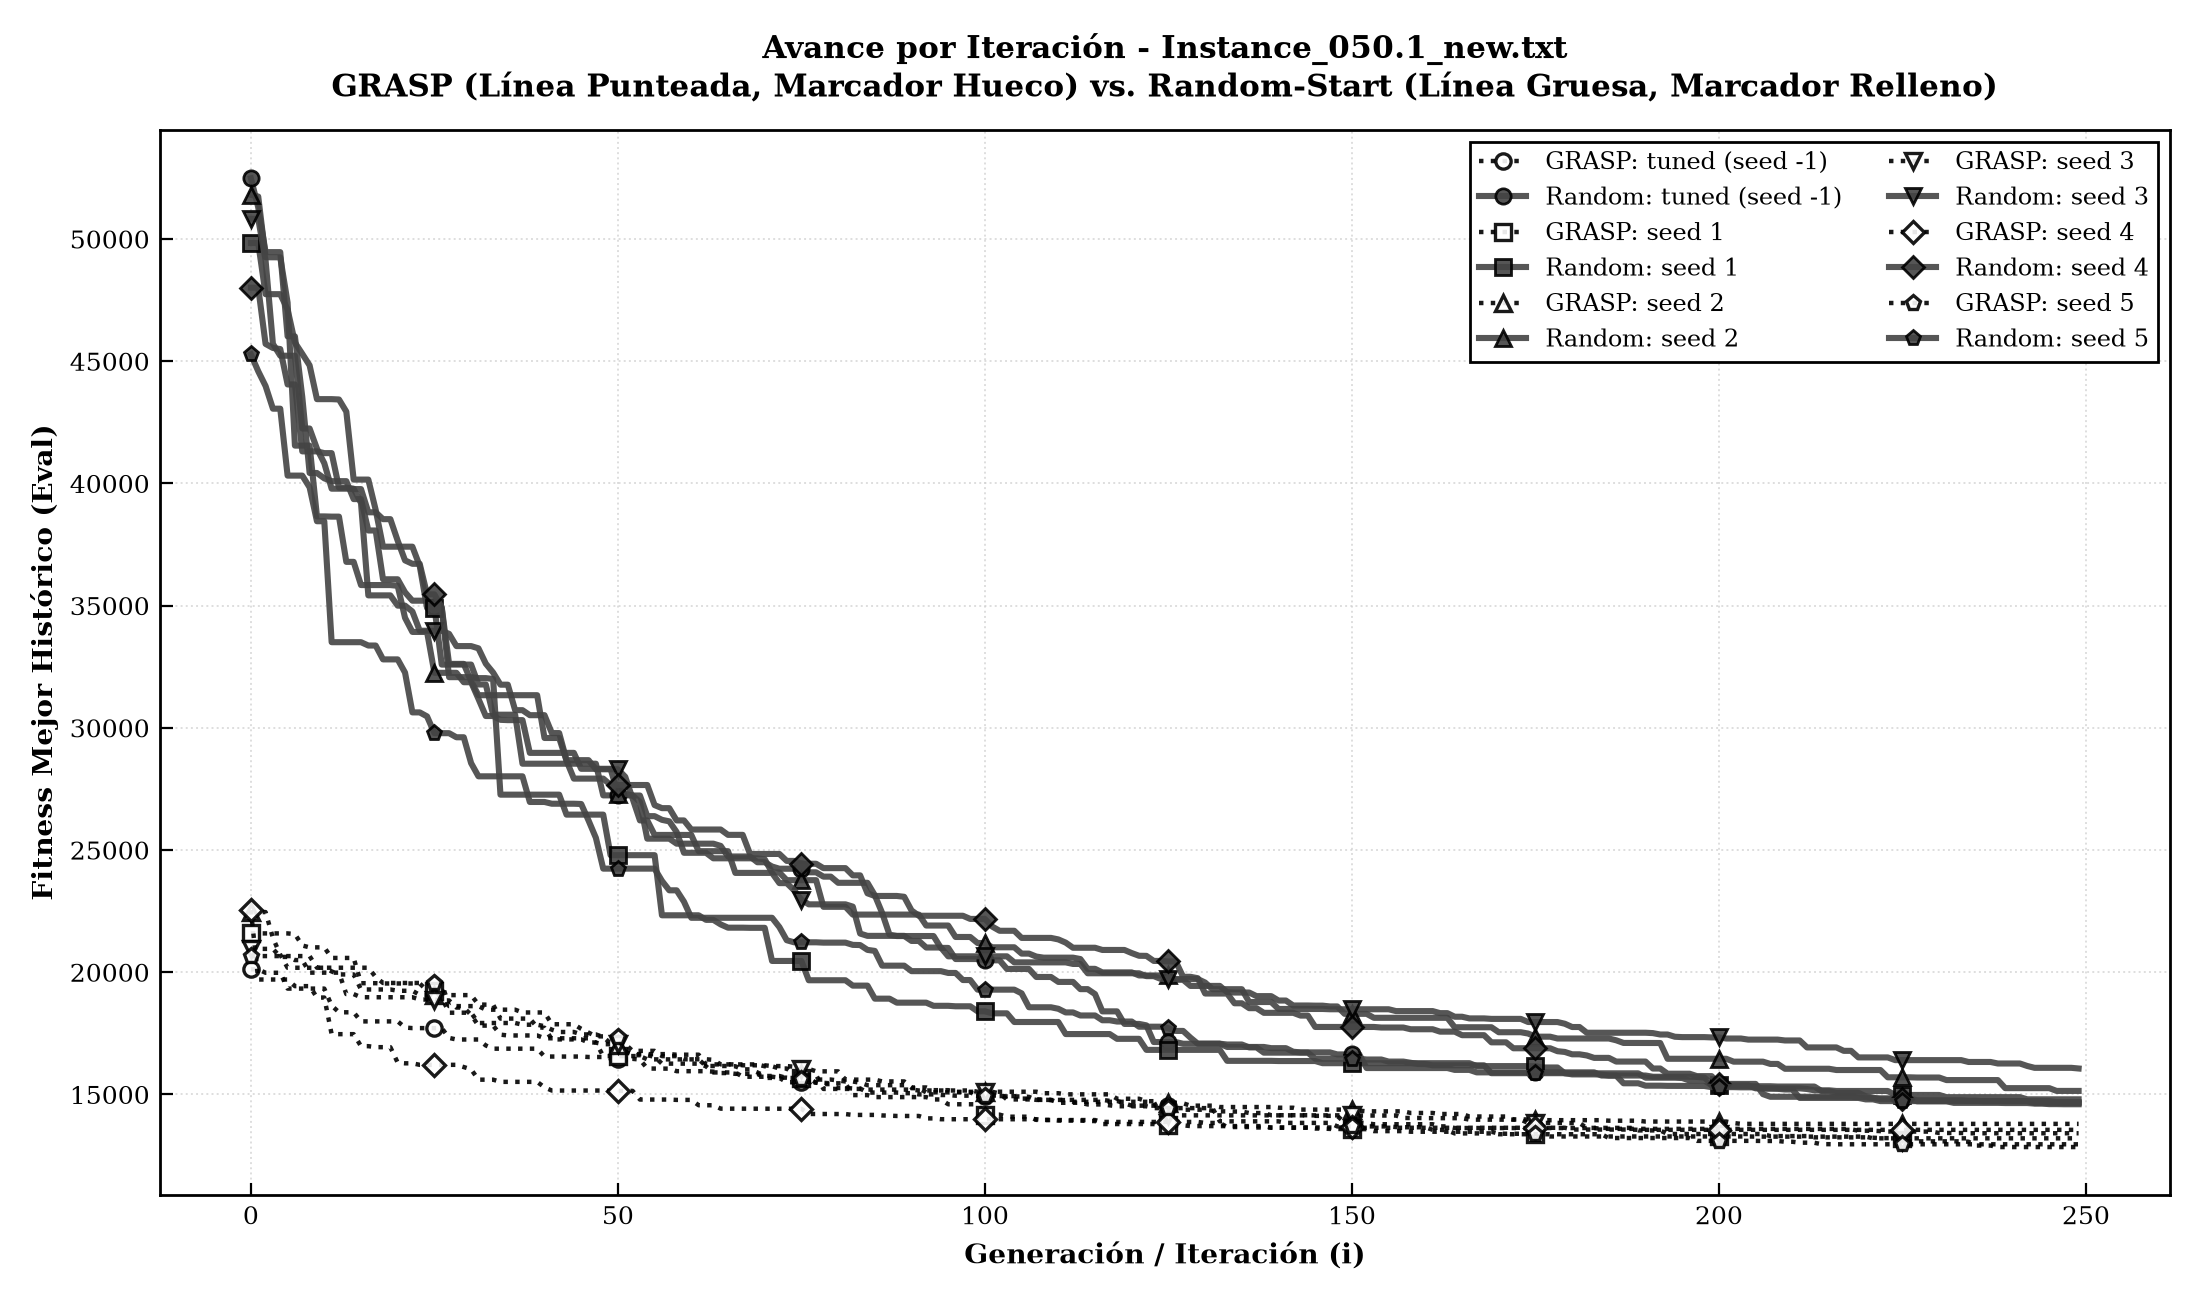 Avance por Iteración - Instance_050.1_new.txt
GRASP (Línea Punteada, Marcador Hueco) vs. Random-Start (Línea Gruesa, Marcador Relleno)
GRASP: tuned (seed -1)
Random: tuned (seed -1)
GRASP: seed 1
Random: seed 1
GRASP: seed 2
Random: seed 2
GRASP: seed 3
Random: seed 3
GRASP: seed 4
Random: seed 4
GRASP: seed 5
Random: seed 5
Fitness Mejor Histórico (Eval)
50000
45000
40000
35000
30000
25000
20000
15000
0 50 100 150 200 250
Generación / Iteración (i)